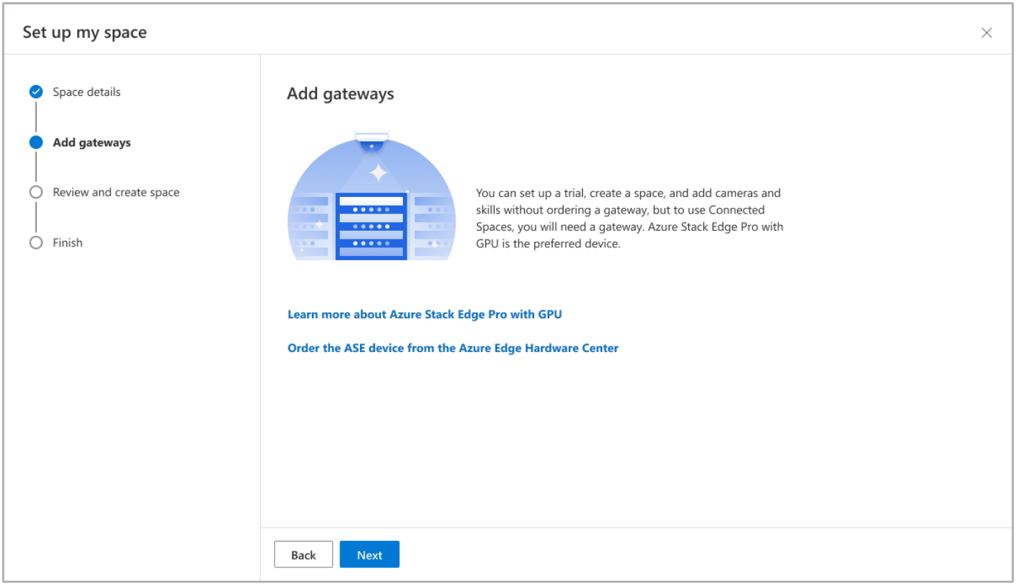 Set up my space
Space details
Add gateways
Review and create space
Finish
Add gateways
You can set up a trial, create a space, and add cameras and
skills without ordering a gateway, but to use Connected
Spaces, you will need a gateway. Azure Stack Edge Pro with
GPU is the preferred device.
Learn more about Azure Stack Edge Pro with GPU
Order the ASE device from the Azure Edge Hardware Center
Back
Next